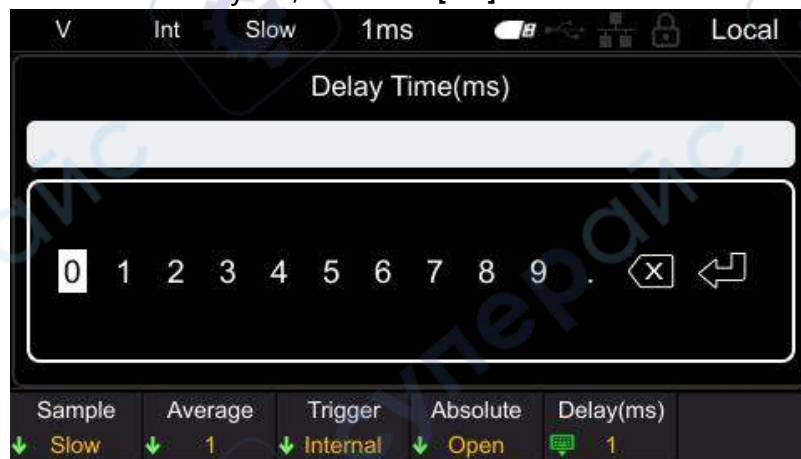 V Int Slow 1ms Local
Delay Time(ms)
0 1 2 3 4 5 6 7 8 9 .
Sample Average Trigger Absolute Delay(ms)
Slow 1 Internal Open 1